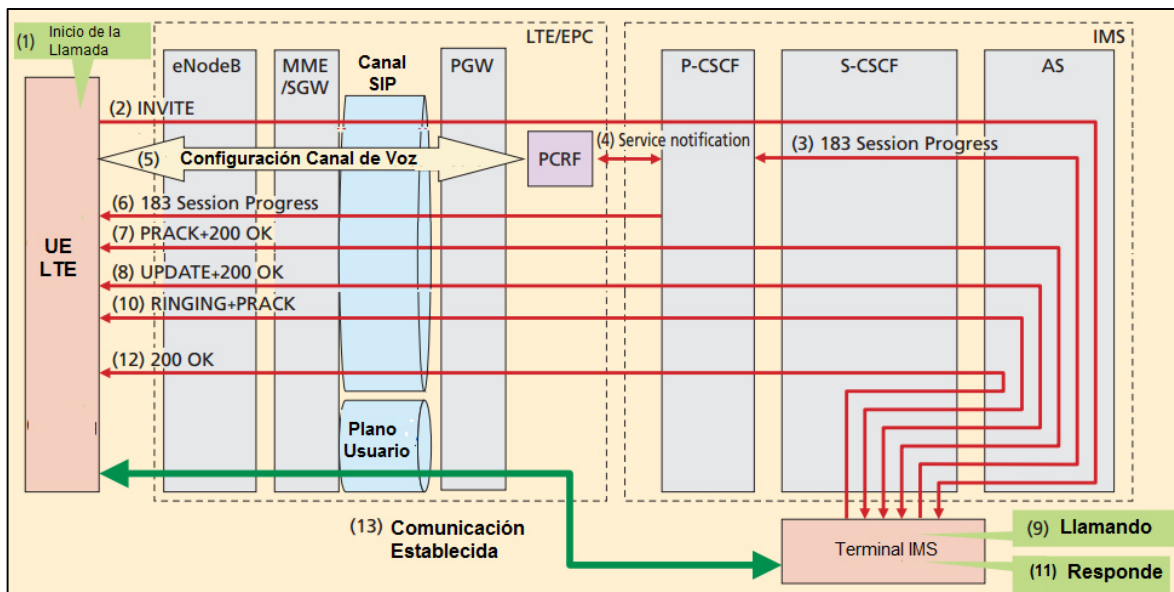 (1) Inicio de la
Llamada
LTE/EPC
IMS
eNodeB
MME
/SGW
Canal
SIP
PGW
P-CSCF
S-CSCF
AS
(2) INVITE
(3) 183 Session Progress
(4) Service notification
PCRF
(5) Configuración Canal de Voz
(6) 183 Session Progress
(7) PRACK+200 OK
UE
LTE
(8) UPDATE+200 OK
(10) RINGING+PRACK
(12) 200 OK
Plano
Usuario
(13) Comunicación
Establecida
Terminal IMS
(9) Llamando
(11) Responde